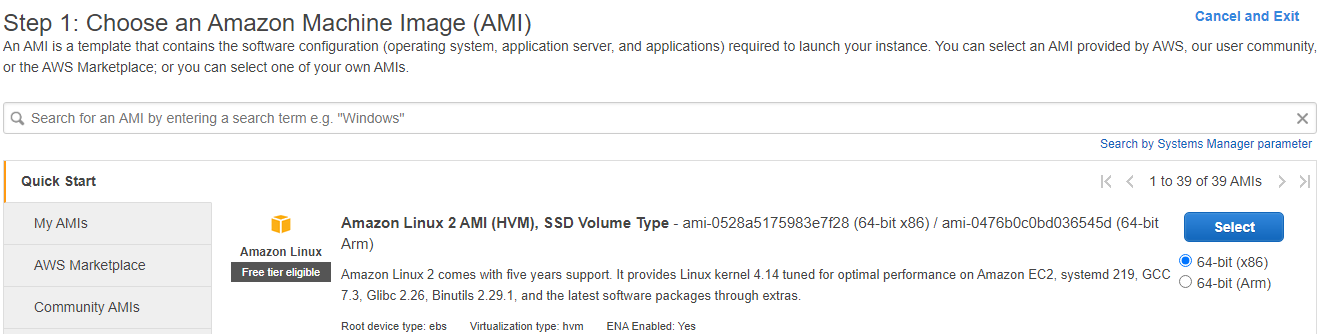 Step 1: Choose an Amazon Machine Image (AMI)
Cancel and Exit
An AMI is a template that contains the software configuration (operating system, application server, and applications) required to launch your instance. You can select an AMI provided by AWS, our user community,
or the AWS Marketplace; or you can select one of your own AMIs.
Search for an AMI by entering a search term e.g. "Windows"
Search by Systems Manager parameter
Quick Start
1 to 39 of 39 AMIs
My AMIs
AWS Marketplace
Community AMIs
Amazon Linux
Free tier eligible
Amazon Linux 2 AMI (HVM), SSD Volume Type - ami-0528a5175983e7f28 (64-bit x86) / ami-0476b0c0bd036545d (64-bit
Arm)
Amazon Linux 2 comes with five years support. It provides Linux kernel 4.14 tuned for optimal performance on Amazon EC2, systemd 219, GCC
7.3, Glibc 2.26, Binutils 2.29.1, and the latest software packages through extras.
Root device type: ebs Virtualization type: hvm ENA Enabled: Yes
Select
64-bit (x86)
64-bit (Arm)